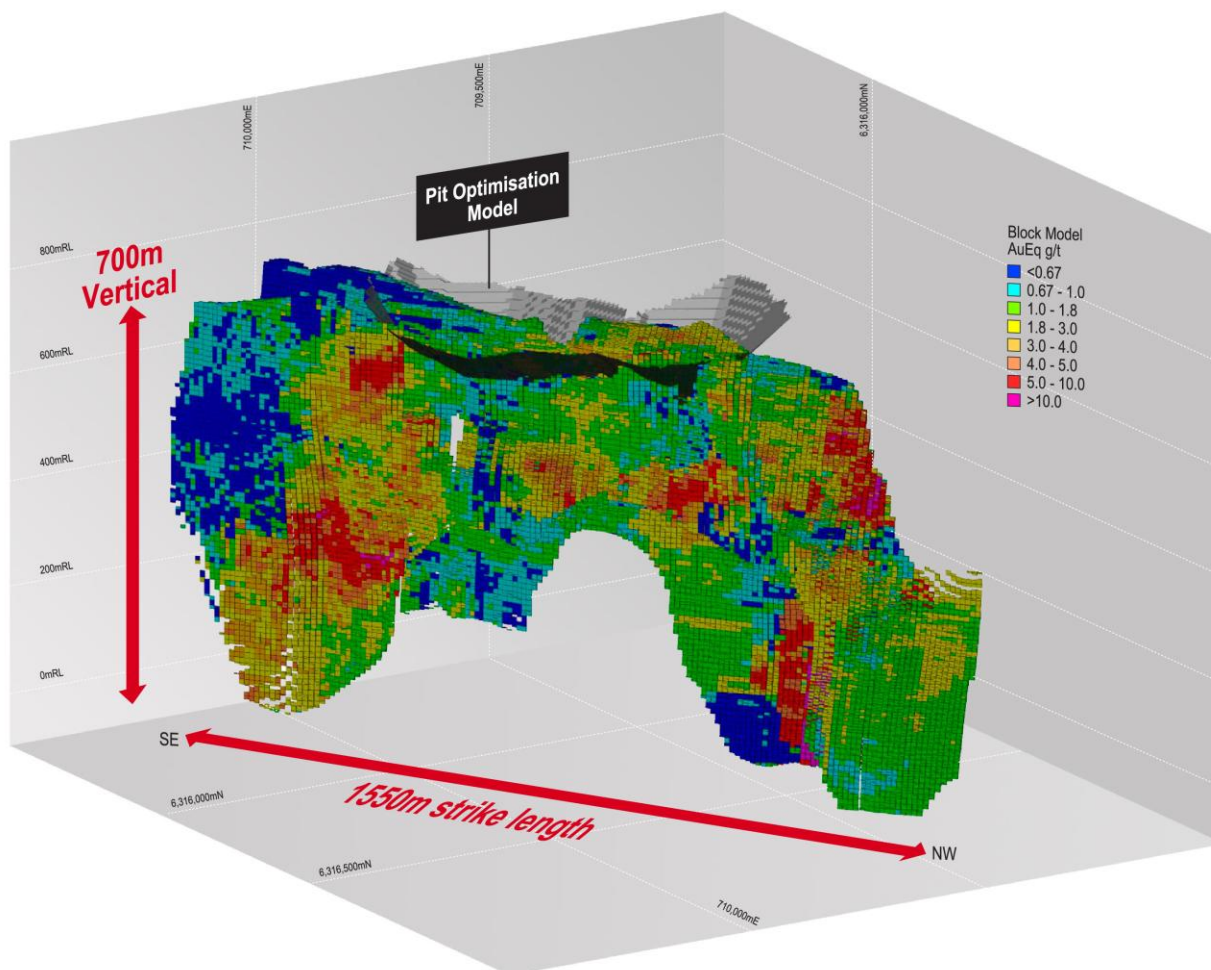 710,000mE
709,500mE
6,316,000mN
Pit Optimisation
Model
800mRL
600mRL
400mRL
200mRL
0mRL
700m
Vertical
Block Model
AuEq g/t
<0.67
0.67 - 1.0
1.0 - 1.8
1.8 - 3.0
3.0 - 4.0
4.0 - 5.0
5.0 - 10.0
>10.0
SE
1550m strike length
NW
6,316,000mN
6,316,500mN
710,000mE